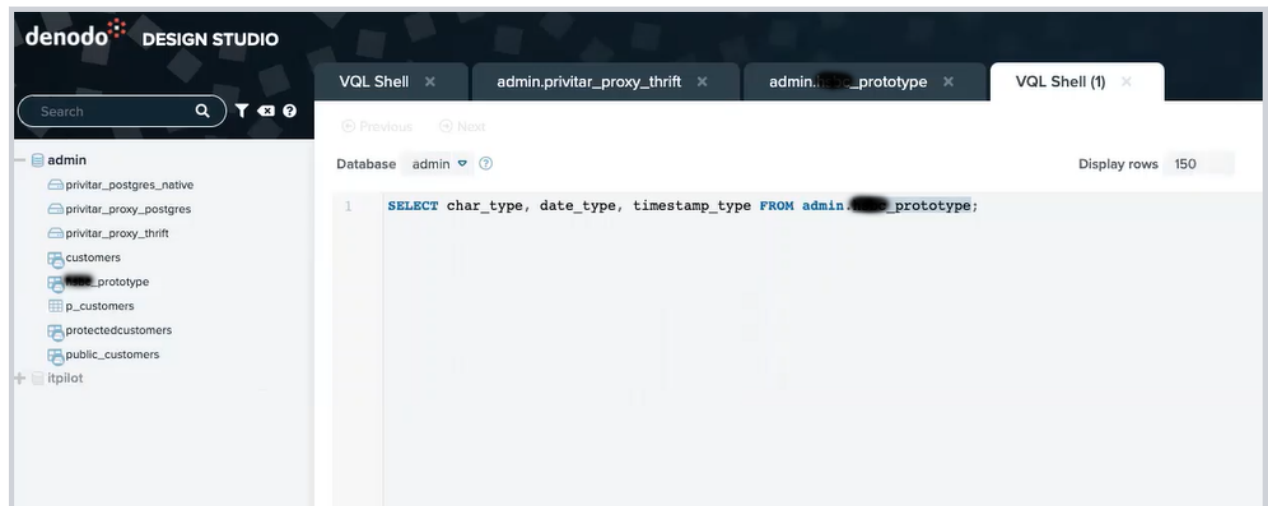 denodo DESIGN STUDIO
VQL Shell admin.privitar_proxy_thrift admin. _prototype VQL Shell (1)
Search
Previous Next
Database admin Display rows 150
admin
privitar_postgres_native
privitar_proxy_postgres
privitar_proxy_thrift
customers
_prototype
p_customers
protectedcustomers
public_customers
itpilot
1 SELECT char_type, date_type, timestamp_type FROM admin. _prototype;